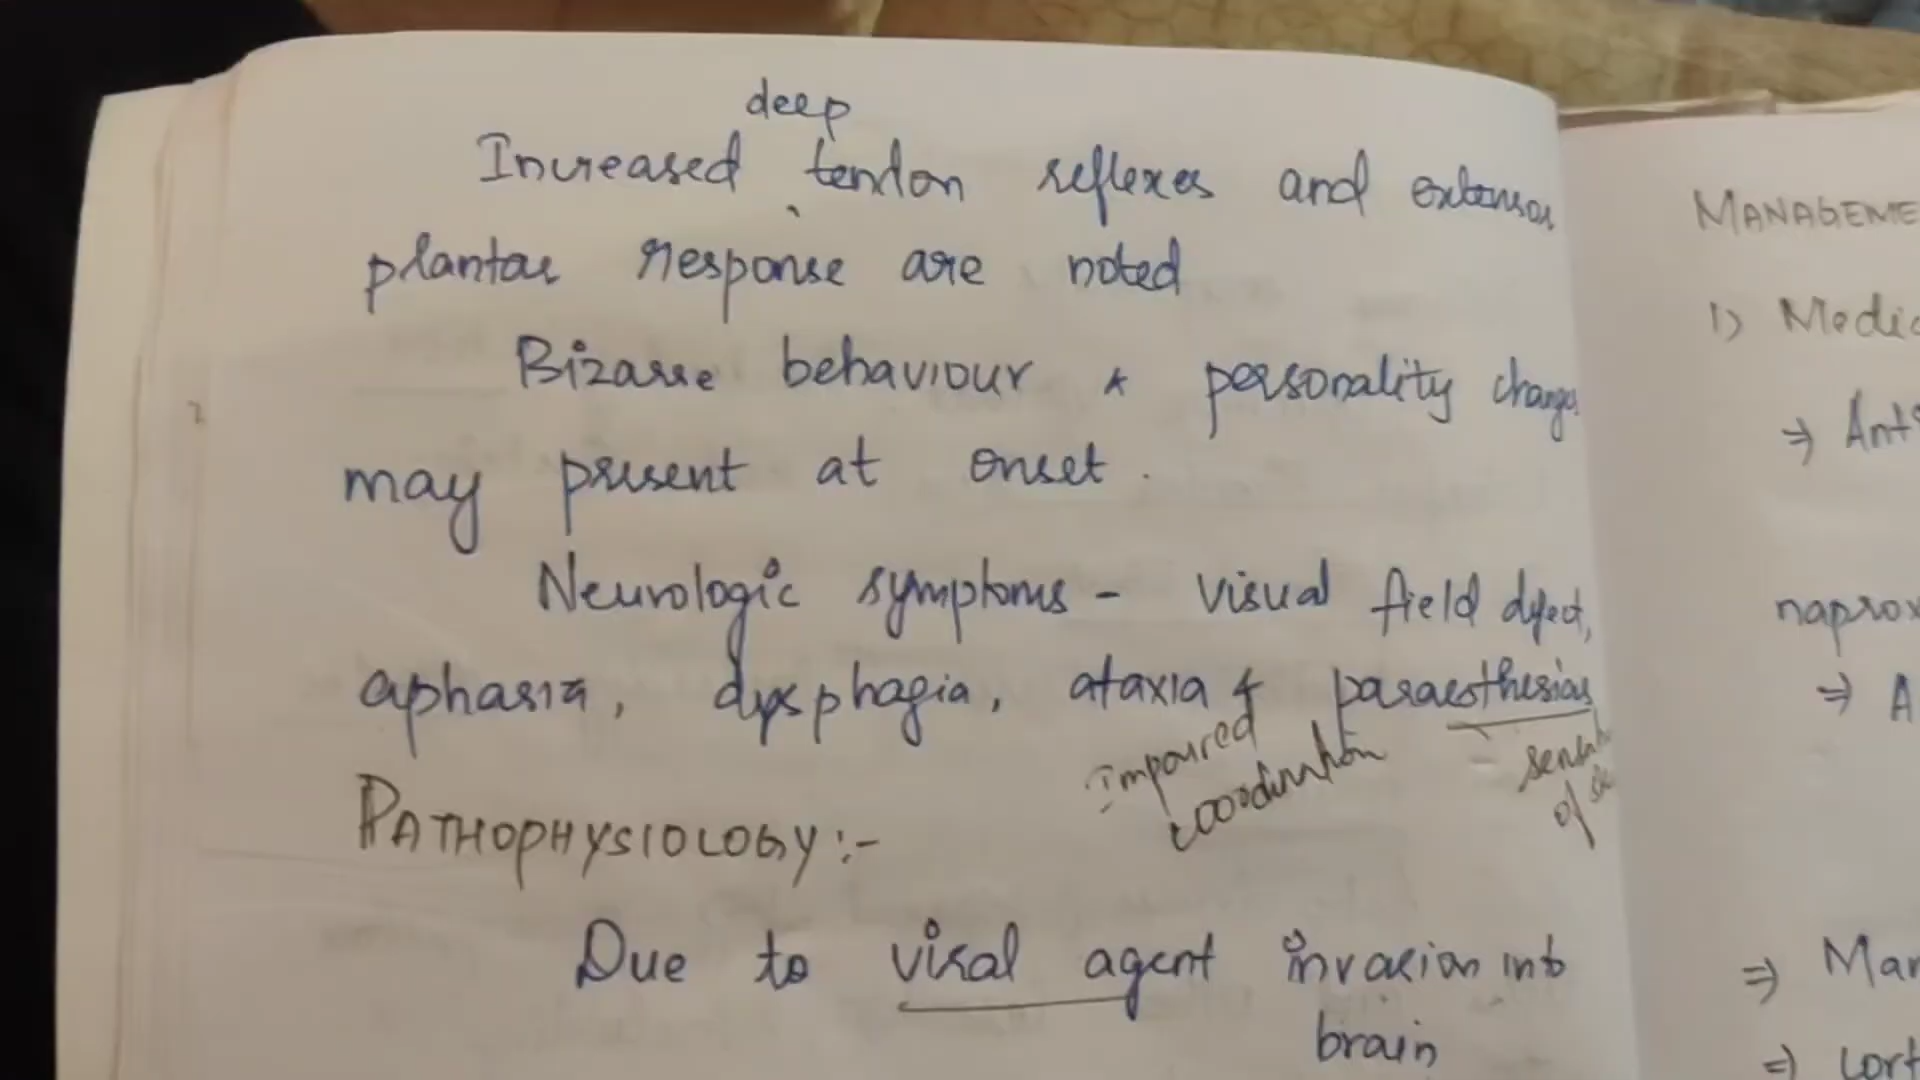 deep
Increased tendon reflexes and extensor
plantar response are noted
Bizarre behaviour & personality changes
may present at onset.
Neurologic symptoms - visual field defect,
aphasia, dysphagia, ataxia & paraesthesias
Impaired
coordination
of
PATHOPHYSIOLOGY :-
Due to viral agent invasion into
brain
MANAGEME
1) Medic
⇒ Ant
naprox
⇒ A
⇒ Mar
⇒ cort